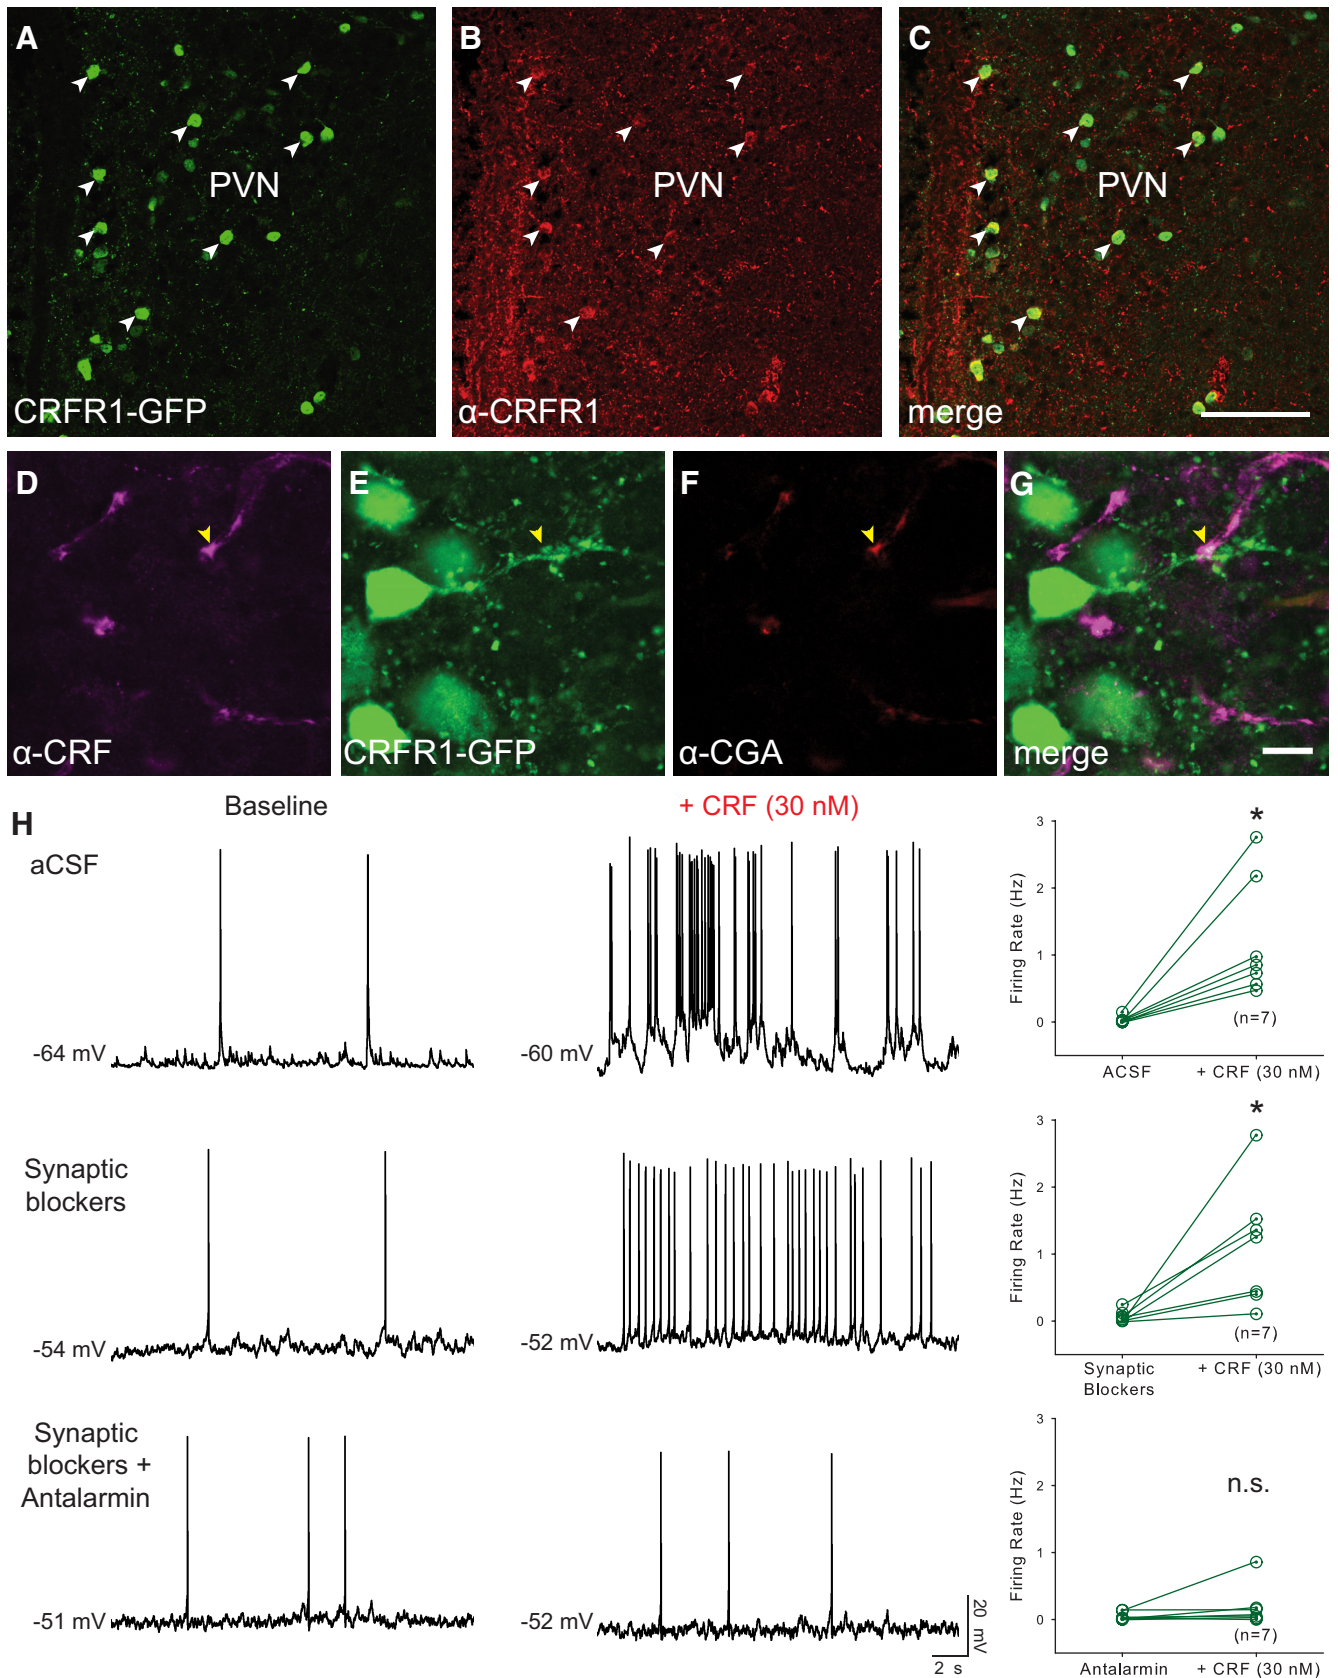 A
PVN
CRFR1-GFP
B
PVN
α-CRFR1
C
PVN
merge
D
α-CRF
E
CRFR1-GFP
F
α-CGA
G
merge
H
Baseline
+ CRF (30 nM)
aCSF
-64 mV
-60 mV
Firing Rate (Hz)
3
2
1
0
*
(n=7)
ACSF
+ CRF (30 nM)
Synaptic
blockers
-54 mV
-52 mV
Firing Rate (Hz)
3
2
1
0
*
(n=7)
Synaptic
Blockers
+ CRF (30 nM)
Synaptic
blockers +
Antalarmin
-51 mV
-52 mV
20 mV
2 s
Firing Rate (Hz)
3
2
1
0
n.s.
(n=7)
Antalarmin
+ CRF (30 nM)